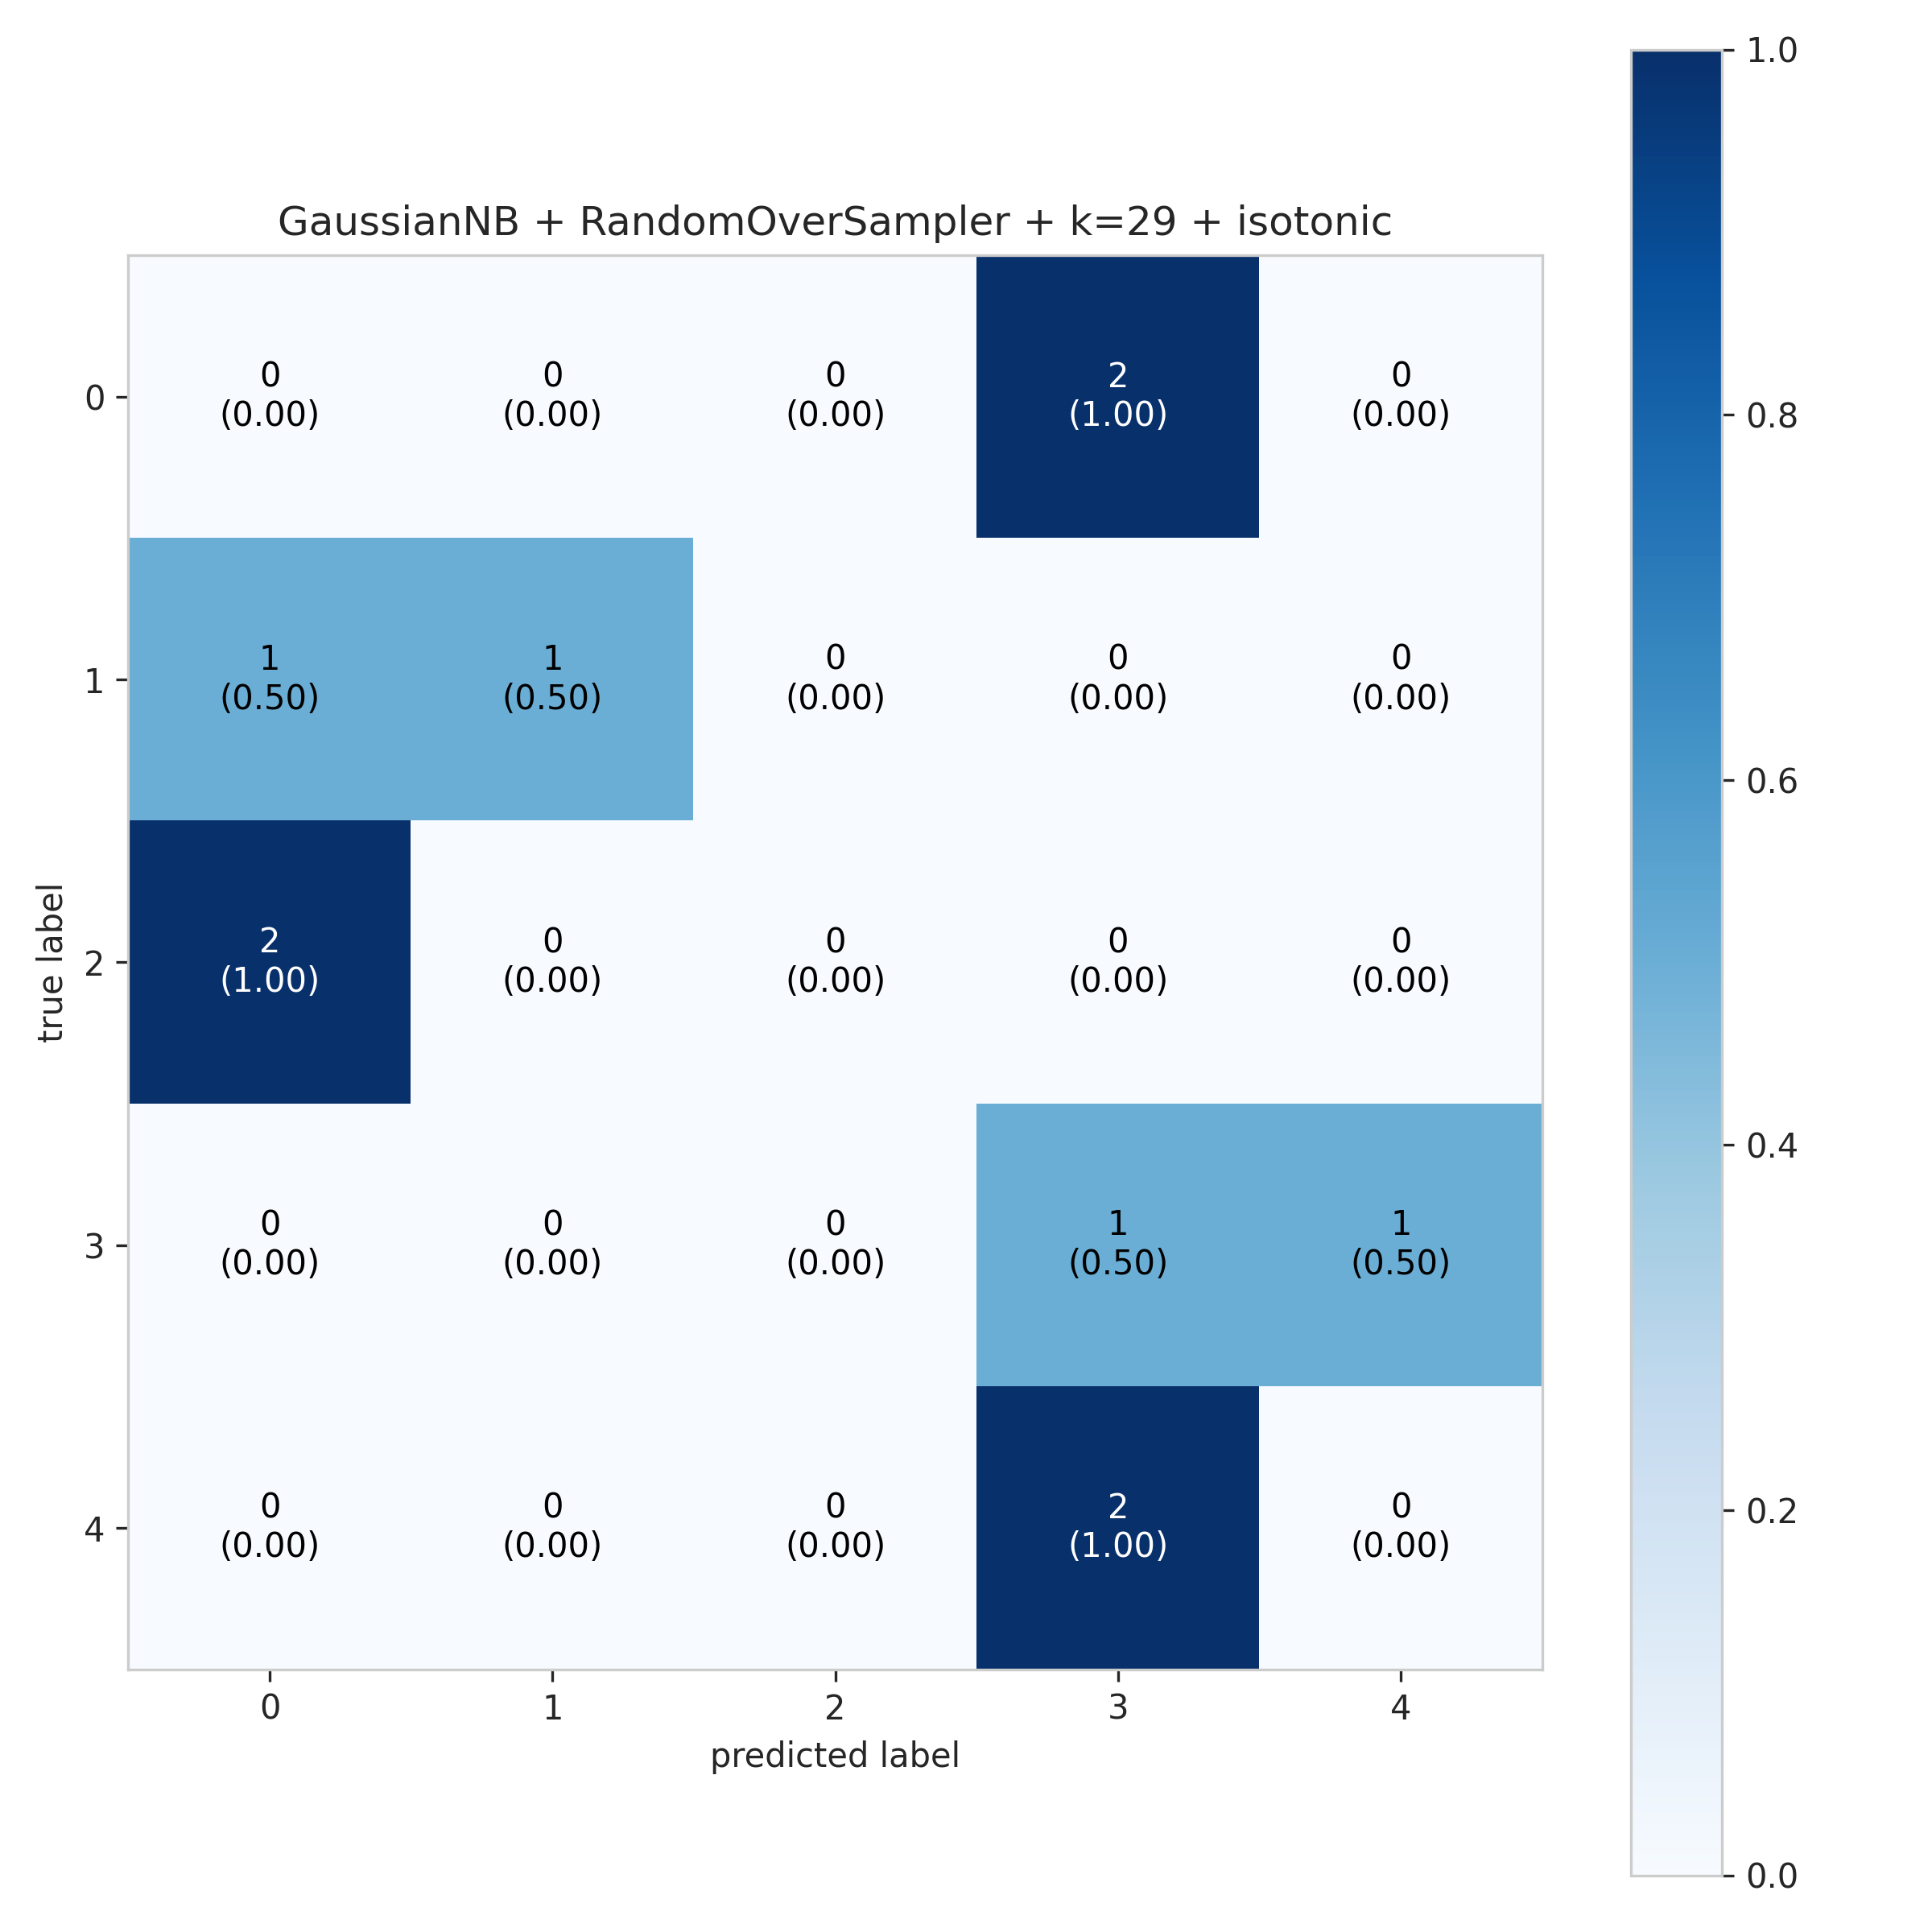 GaussianNB + RandomOverSampler + k=29 + isotonic
0 0 0 2 0
0 (0.00) (0.00) (0.00) (1.00) (0.00)
1 1 0 0 0
1 (0.50) (0.50) (0.00) (0.00) (0.00)
2 0 0 0 0
2 (1.00) (0.00) (0.00) (0.00) (0.00)
0 0 0 1 1
3 (0.00) (0.00) (0.00) (0.50) (0.50)
0 0 0 2 0
4 (0.00) (0.00) (0.00) (1.00) (0.00)
true label
0 1 2 3 4
predicted label
1.0
0.8
0.6
0.4
0.2
0.0